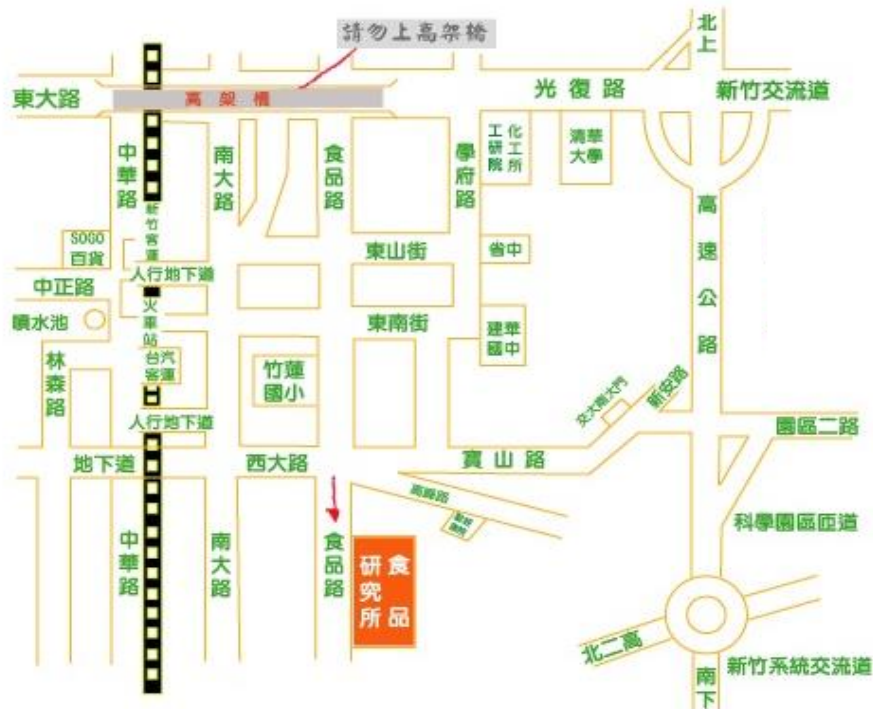 請勿上高架橋
北上
東大路
高架橋
光復路
新竹交流道
中華路
南大路
食品路
學府路
化工所
工研院
清華大學
新竹客運
SOGO
百貨
東山街
省中
高速公路
人行地下道
中正路
火車站
噴水池
東南街
建華
國中
台汽
客運
林森路
竹蓮
國小
交大南大門
新安路
人行地下道
園區二路
地下道
西大路
寶山路
高峰路
科學園區匝道
中華路
南大路
食品路
食品
研究所
北二高
新竹系統交流道
南下